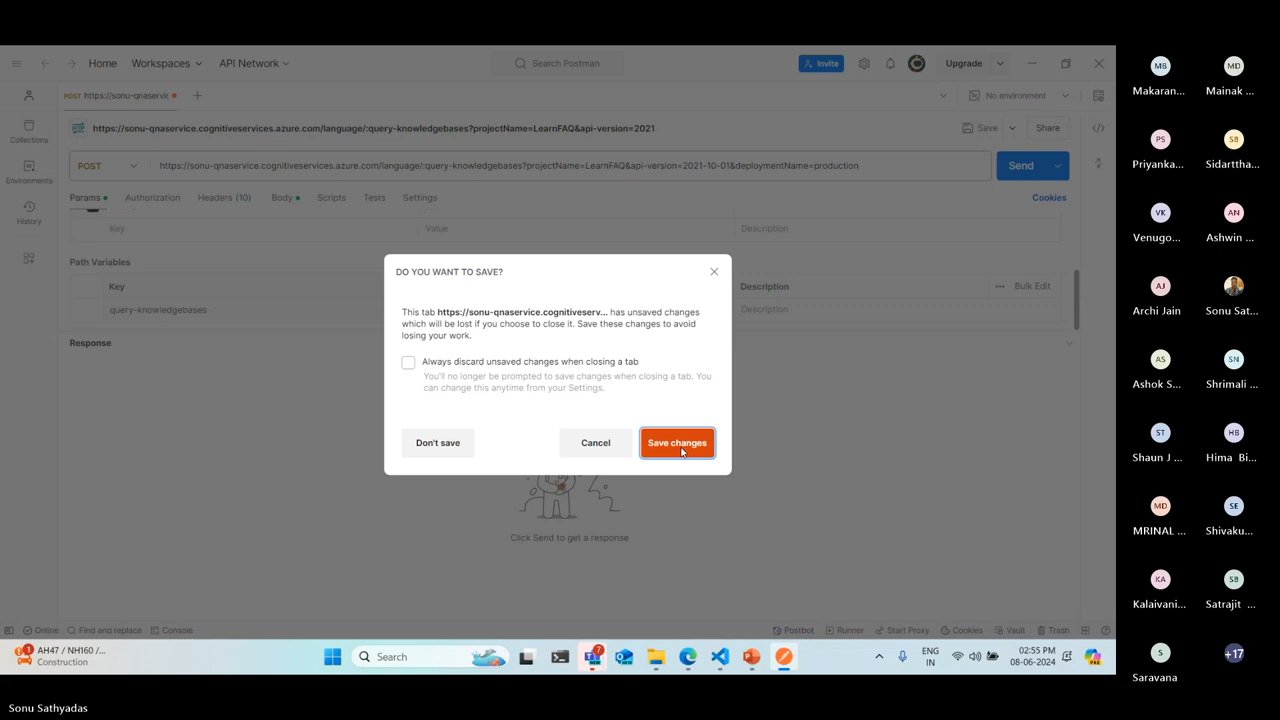 Home
Workspaces
API Network
Search Postman
Invite
Upgrade
POST https://sonu-qnaservi
No environment
HTTP
https://sonu-qnaservice.cognitiveservices.azure.com/language/:query-knowledgebases?projectName=LearnFAQ&api-version=2021
Save
Share
POST
https://sonu-qnaservice.cognitiveservices.azure.com/language/:query-knowledgebases?projectName=LearnFAQ&api-version=2021-10-01&deploymentName=production
Send
Collections
Environments
History
Params
Authorization
Headers (10)
Body
Scripts
Tests
Settings
Cookies
Key
Value
Description
Path Variables
Key
Description
Bulk Edit
query-knowledgebases
Description
Response
DO YOU WANT TO SAVE?
This tab https://sonu-qnaservice.cognitiveserv... has unsaved changes
which will be lost if you choose to close it. Save these changes to avoid
losing your work.
Always discard unsaved changes when closing a tab
You'll no longer be prompted to save changes when closing a tab. You
can change this anytime from your Settings.
Don't save
Cancel
Save changes
Click Send to get a response
Online
Find and replace
Console
Postbot
Runner
Start Proxy
Cookies
Vault
Trash
1
AH47 / NH160 /...
Construction
Search
7
ENG
IN
02:55 PM
08-06-2024
PRE
Sonu Sathyadas
MB
Makaran...
MD
Mainak ...
PS
Priyanka...
SB
Sidarttha...
VK
Venugo...
AN
Ashwin ...
AJ
Archi Jain
Sonu Sat...
AS
Ashok S...
SN
Shrimali ...
ST
Shaun J ...
HB
Hima Bi...
MD
MRINAL ...
SE
Shivaku...
KA
Kalaivani...
SB
Satrajit ...
S
Saravana
+17